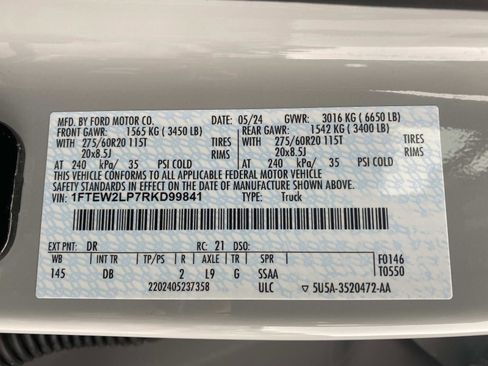 MFD. BY FORD MOTOR CO. 05/24 GVWR: 3016 KG (6650 LB)
FRONT GAWR: 1565 KG (3450 LB) REAR GAWR: 1542 KG (3400 LB)
WITH 275/60R20 115T TIRES WITH 275/60R20 115T TIRES
20x8.5J RIMS 20x8.5J RIMS
AT 240 kPa/ 35 PSI COLD AT 240 kPa/ 35 PSI COLD
THIS VEHICLE CONFORMS TO ALL APPLICABLE FEDERAL MOTOR VEHICLE
SAFETY STANDARDS IN EFFECT ON THE DATE OF MANUFACTURE SHOWN ABOVE.
VIN: 1FTEW2LP7RKD99841 TYPE: Truck
EXT PNT: DR RC: 21 DSO:
WB INT TR TP/PS R AXLE TR SPR F0146
145 DB 2 L9 G SSAA T0550
2202405237358 ULC ▽ 5U5A-3520472-AA